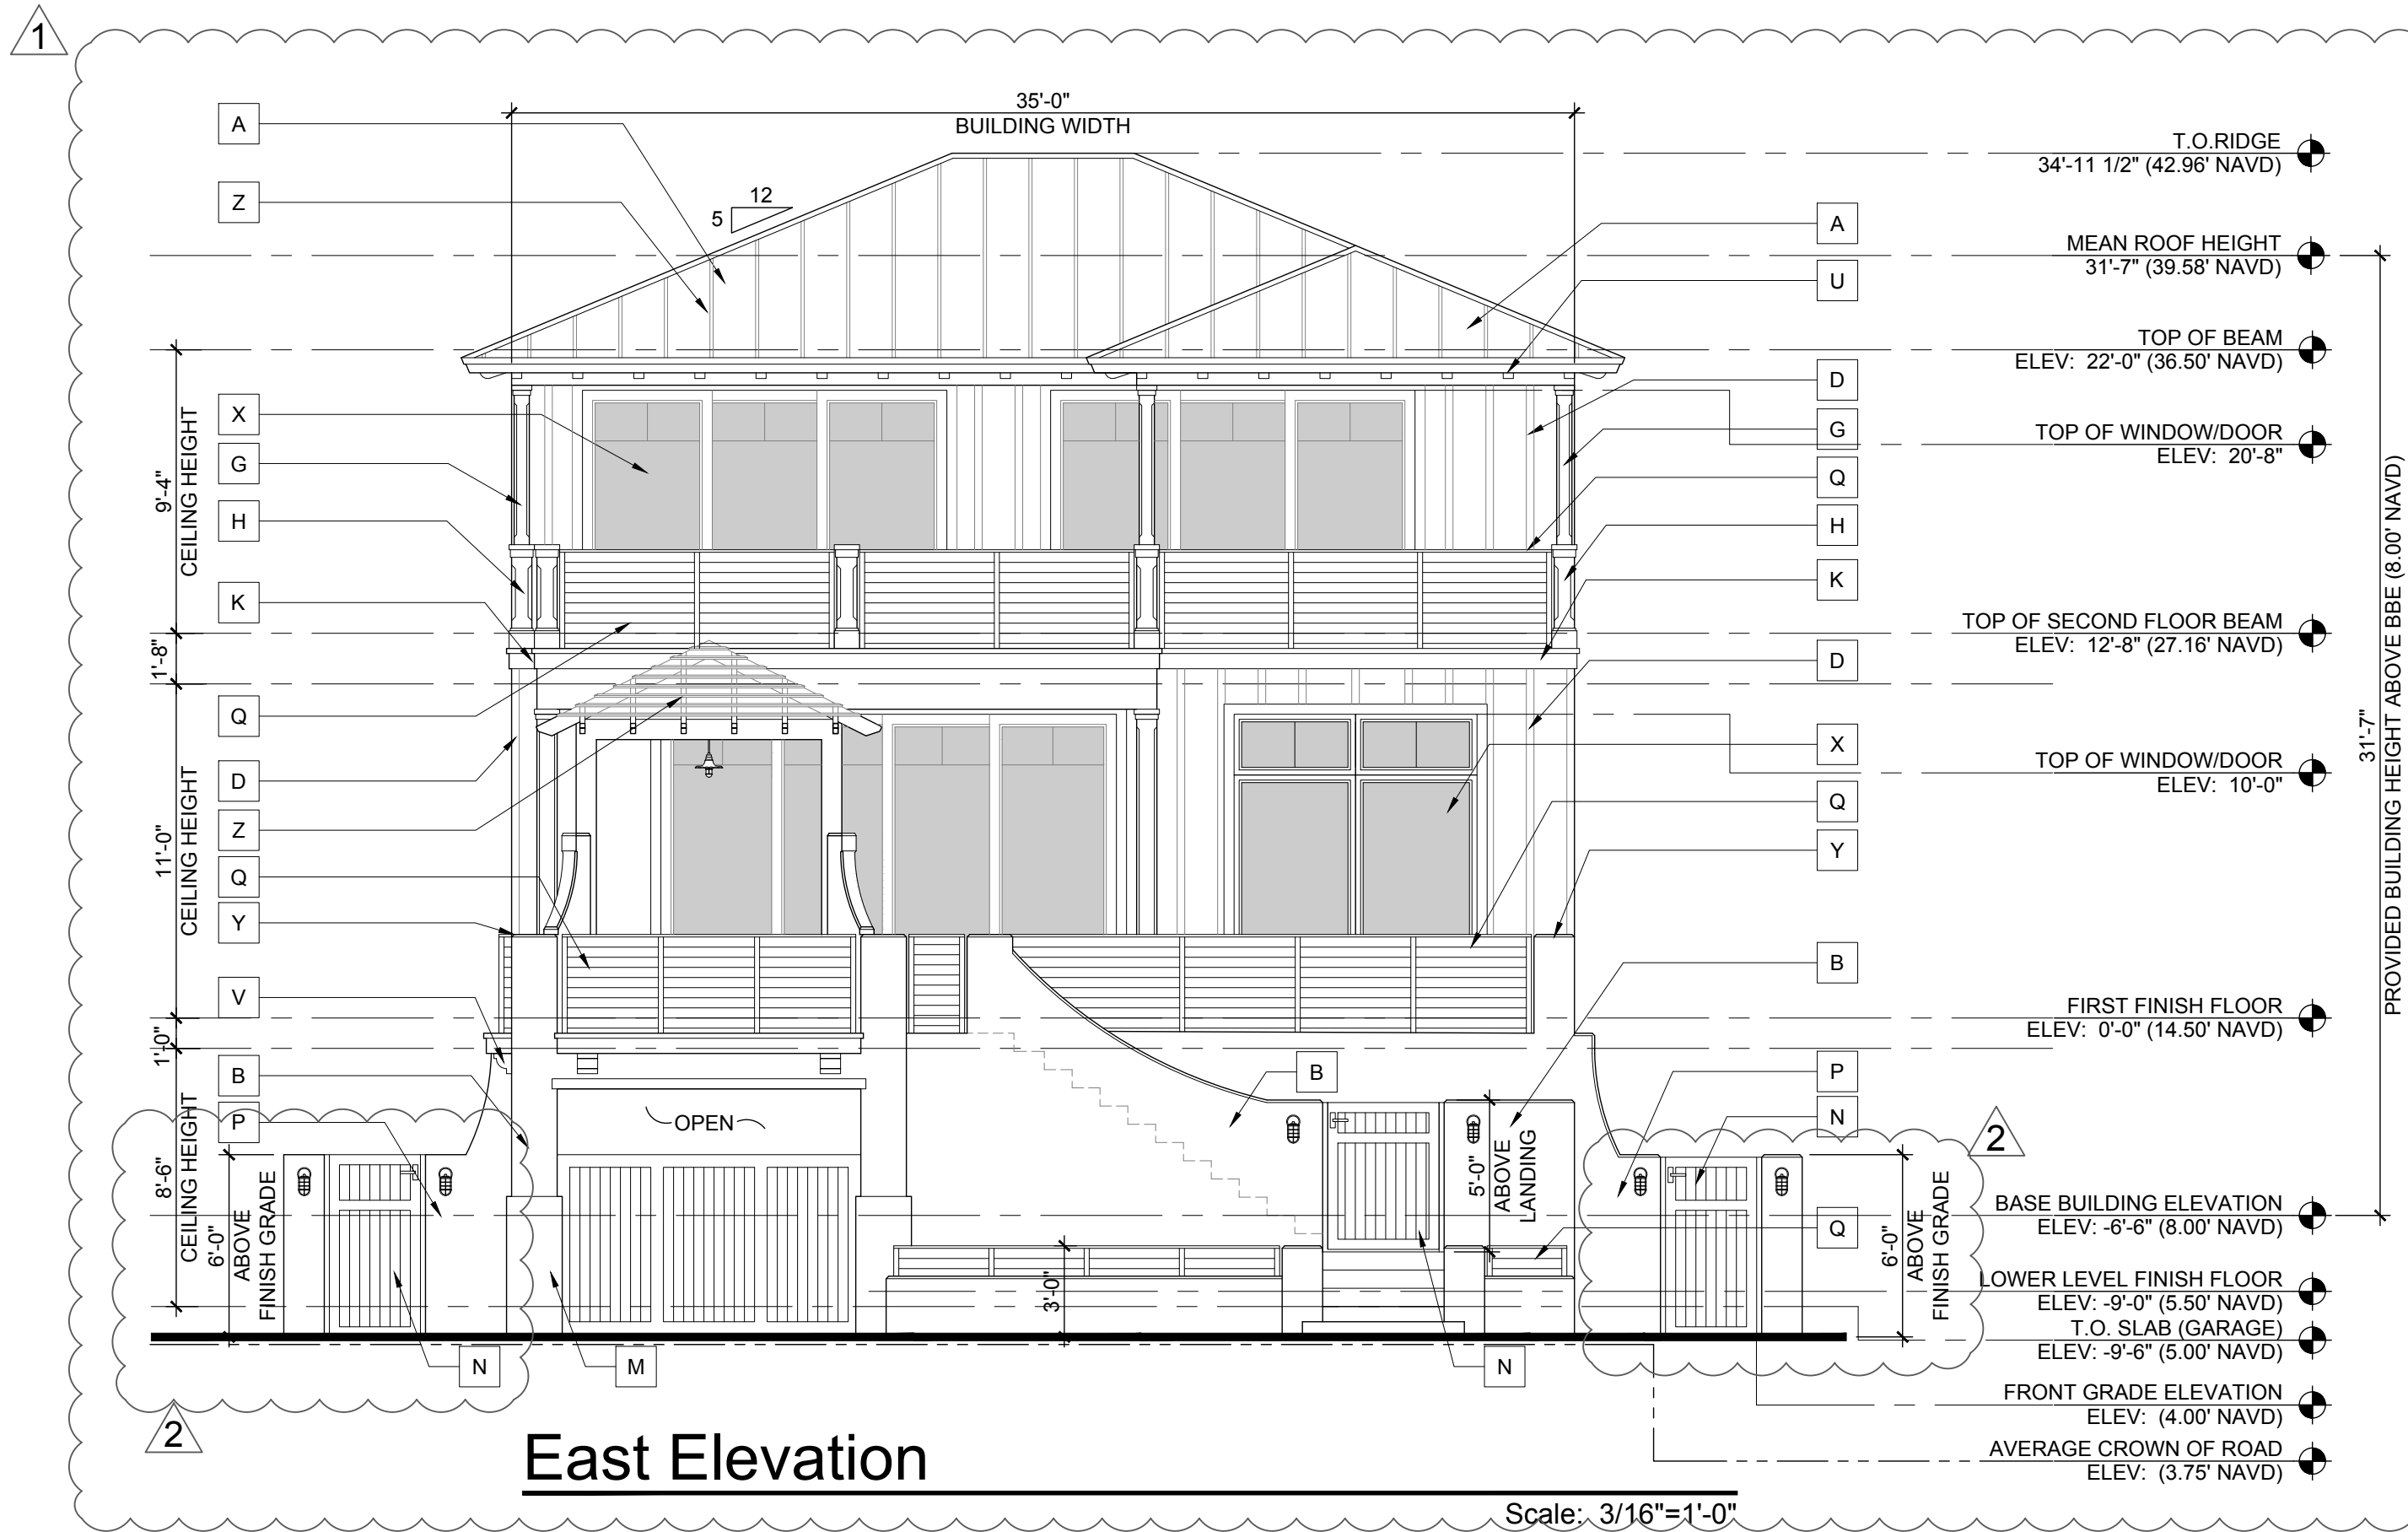 1
35'-0"
BUILDING WIDTH
A
Z
12
5
X
G
H
K
Q
D
Z
Q
Y
V
B
P
9'-4"
CEILING HEIGHT
1'-8"
11'-0"
CEILING HEIGHT
1'-0"
8'-6"
CEILING HEIGHT
6'-0"
ABOVE
FINISH GRADE
N
M
2
OPEN
3'-0"
B
5'-0"
ABOVE
LANDING
N
A
U
D
G
Q
H
K
D
X
Q
Y
B
P
N
Q
2
6'-0"
ABOVE
FINISH GRADE
T.O.RIDGE
34'-11 1/2" (42.96' NAVD)
MEAN ROOF HEIGHT
31'-7" (39.58' NAVD)
TOP OF BEAM
ELEV: 22'-0" (36.50' NAVD)
TOP OF WINDOW/DOOR
ELEV: 20'-8"
TOP OF SECOND FLOOR BEAM
ELEV: 12'-8" (27.16' NAVD)
TOP OF WINDOW/DOOR
ELEV: 10'-0"
FIRST FINISH FLOOR
ELEV: 0'-0" (14.50' NAVD)
BASE BUILDING ELEVATION
ELEV: -6'-6" (8.00' NAVD)
LOWER LEVEL FINISH FLOOR
ELEV: -9'-0" (5.50' NAVD)
T.O. SLAB (GARAGE)
ELEV: -9'-6" (5.00' NAVD)
FRONT GRADE ELEVATION
ELEV: (4.00' NAVD)
AVERAGE CROWN OF ROAD
ELEV: (3.75' NAVD)
31'-7"
PROVIDED BUILDING HEIGHT ABOVE BBE (8.00' NAVD)
East Elevation
Scale: 3/16"=1'-0"